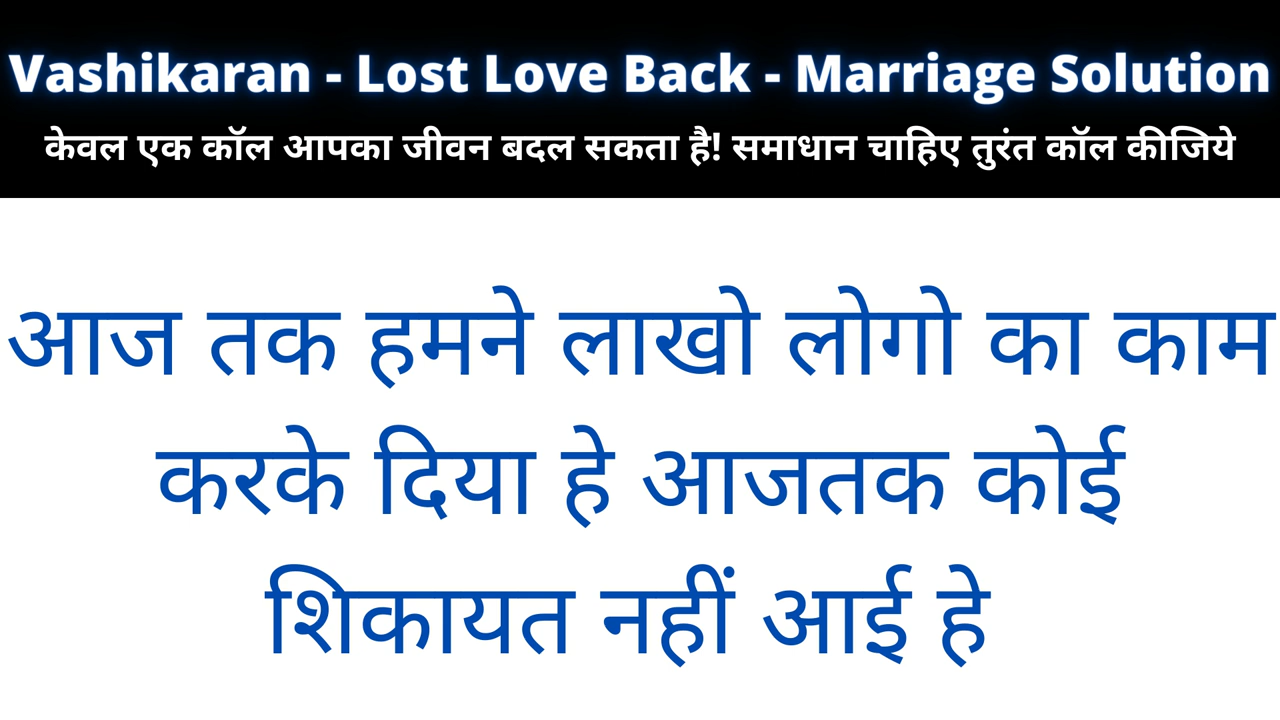 Vashikaran - Lost Love Back - Marriage Solution
केवल एक कॉल आपका जीवन बदल सकता है! समाधान चाहिए तुरंत कॉल कीजिये
आज तक हमने लाखो लोगो का काम
करके दिया हे आजतक कोई
शिकायत नहीं आई हे